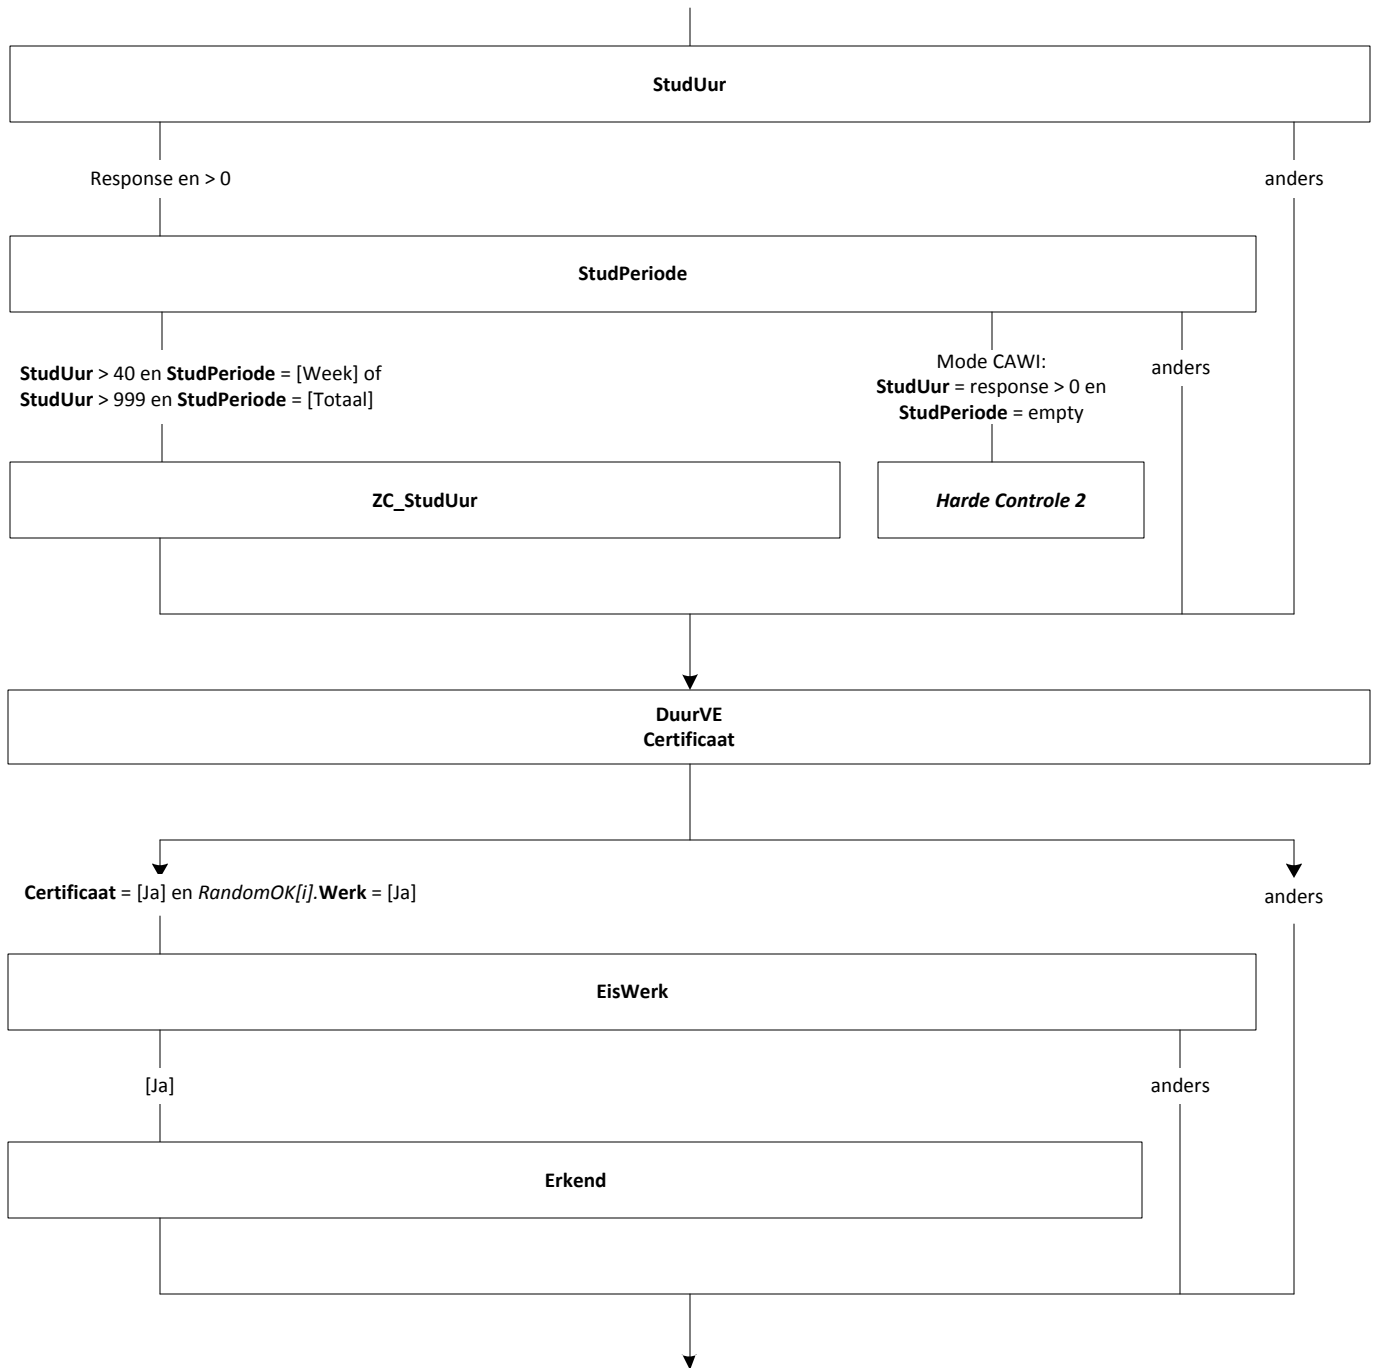 StudUur
Response en > 0
anders
StudPeriode
StudUur > 40 en StudPeriode = [Week] of
StudUur > 999 en StudPeriode = [Totaal]
Mode CAWI:
StudUur = response > 0 en
StudPeriode = empty
anders
ZC_StudUur
Harde Controle 2
DuurVE
Certificaat
Certificaat = [Ja] en RandomOK[i].Werk = [Ja]
anders
EisWerk
[Ja]
anders
Erkend